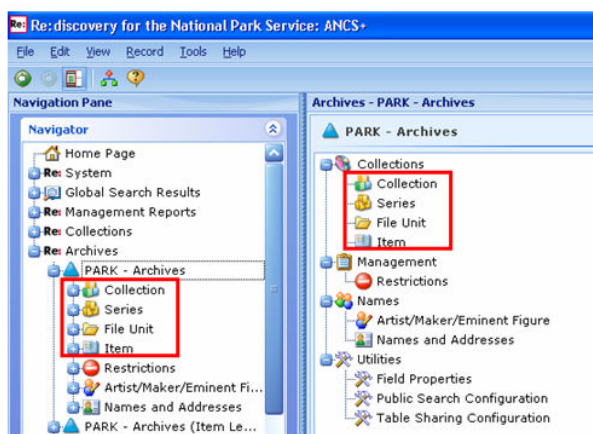 Re: Re:discovery for the National Park Service: ANCS+
File Edit View Record Tools Help
Navigation Pane
Navigator
Home Page
Re: System
Global Search Results
Re: Management Reports
Re: Collections
Re: Archives
PARK - Archives
Collection
Series
File Unit
Item
Restrictions
Artist/Maker/Eminent Fi...
Names and Addresses
PARK - Archives (Item Le...
Archives - PARK - Archives
PARK - Archives
Collections
Collection
Series
File Unit
Item
Management
Restrictions
Names
Artist/Maker/Eminent Figure
Names and Addresses
Utilities
Field Properties
Public Search Configuration
Table Sharing Configuration